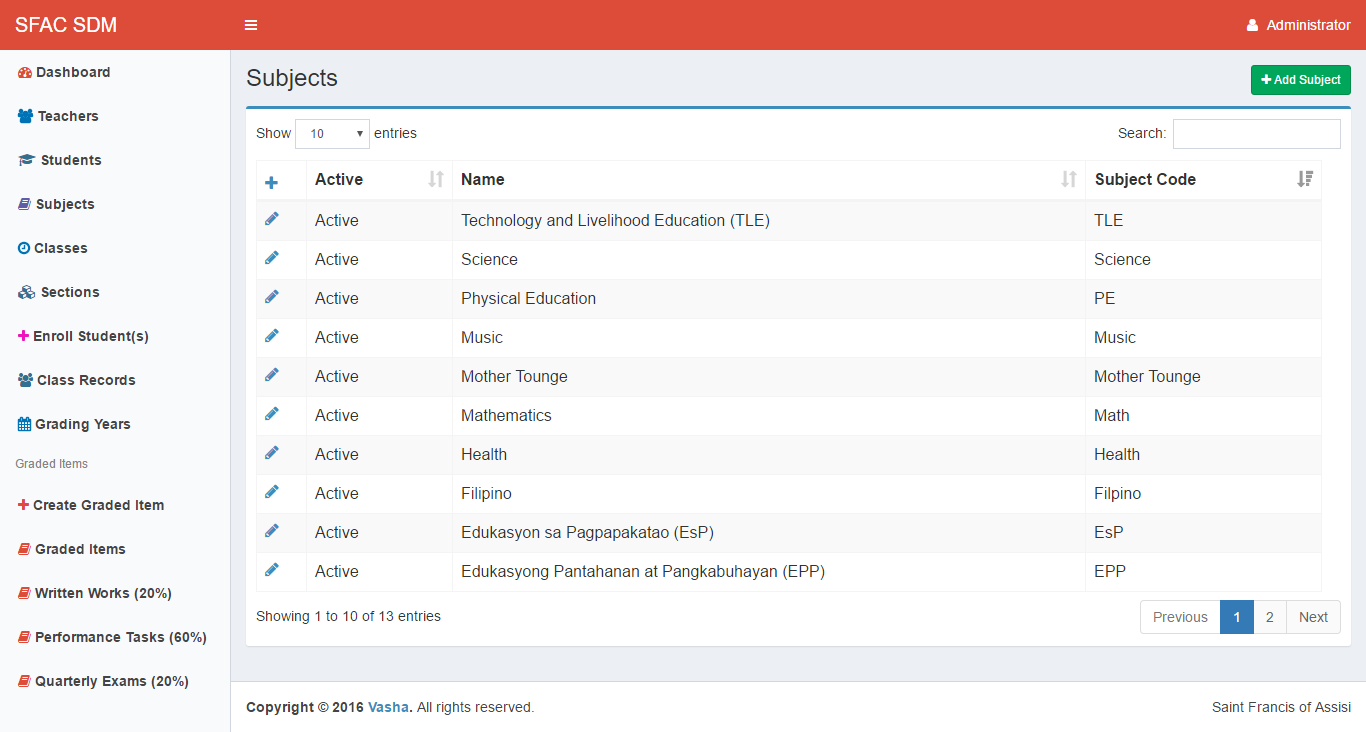 SFAC SDM
Administrator
Dashboard
Teachers
Students
Subjects
Classes
Sections
Enroll Student(s)
Class Records
Grading Years
Graded Items
Create Graded Item
Graded Items
Written Works (20%)
Performance Tasks (60%)
Quarterly Exams (20%)
Subjects
Add Subject
Show 10 entries
Search:
Active Name Subject Code
Active Technology and Livelihood Education (TLE) TLE
Active Science Science
Active Physical Education PE
Active Music Music
Active Mother Tounge Mother Tounge
Active Mathematics Math
Active Health Health
Active Filipino Filpino
Active Edukasyon sa Pagpapakatao (EsP) EsP
Active Edukasyong Pantahanan at Pangkabuhayan (EPP) EPP
Showing 1 to 10 of 13 entries
Previous 1 2 Next
Copyright © 2016 Vasha. All rights reserved.
Saint Francis of Assisi